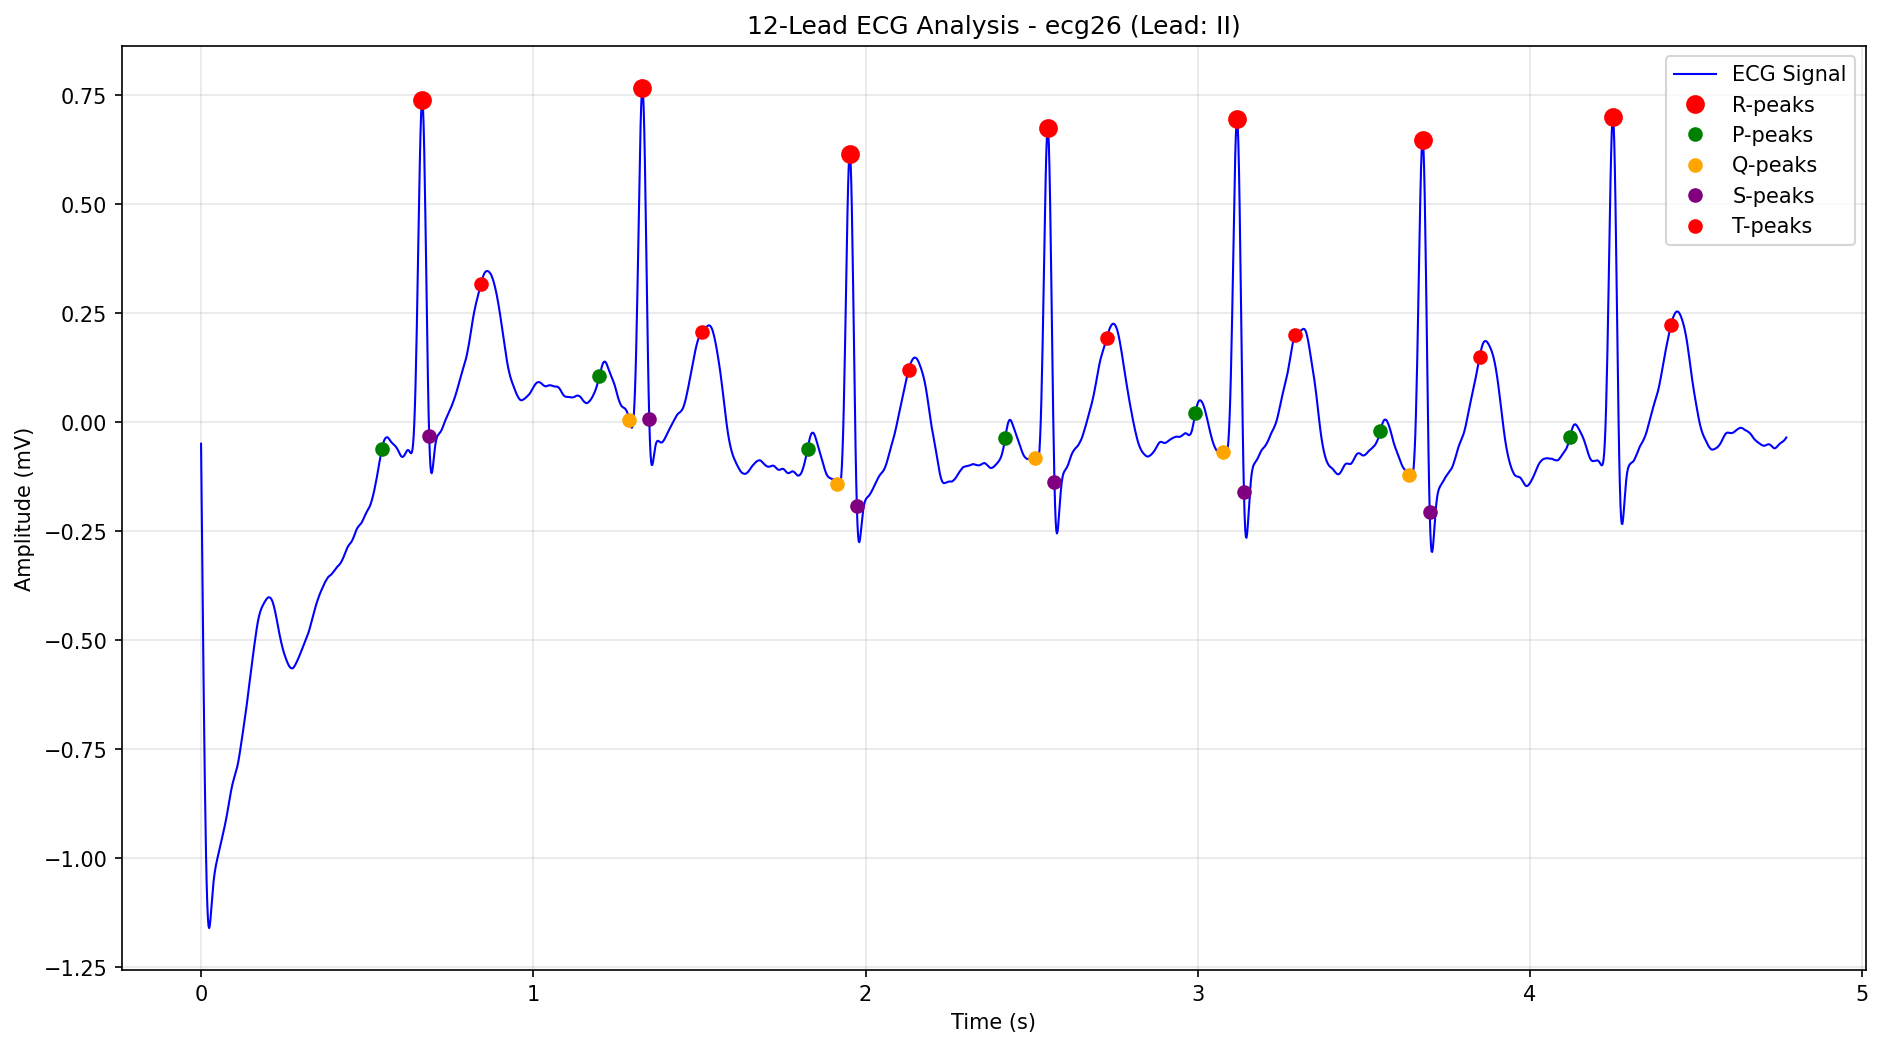 12-Lead ECG Analysis - ecg26 (Lead: II)
ECG Signal
R-peaks
P-peaks
Q-peaks
S-peaks
T-peaks
Amplitude (mV)
0.75
0.50
0.25
0.00
−0.25
−0.50
−0.75
−1.00
−1.25
0 1 2 3 4 5
Time (s)